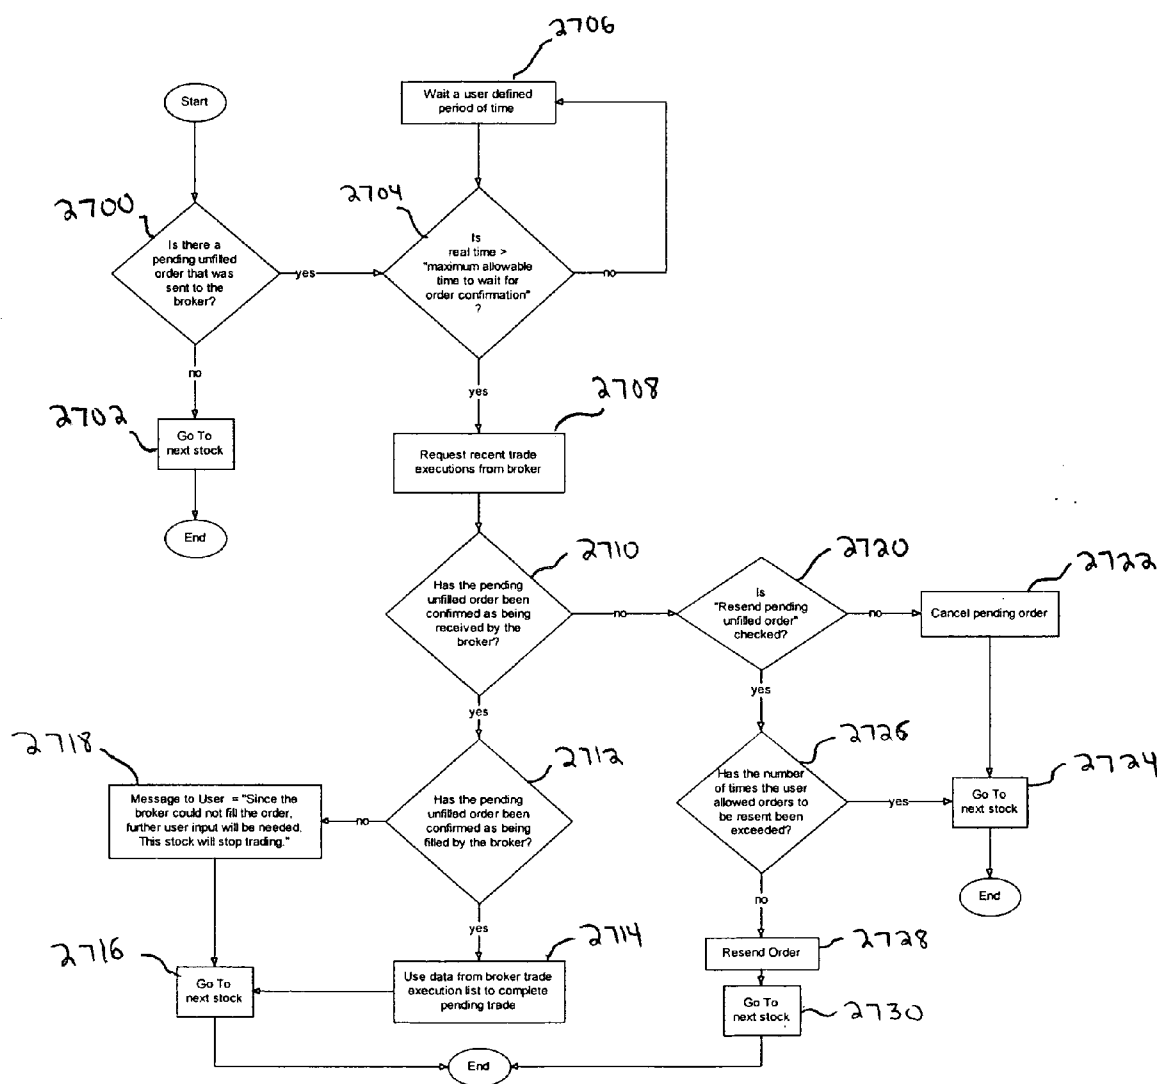 2706
Wait a user defined
period of time
Start
2700
2704
Is there a
pending unfilled
order that was
sent to the
broker?
yes
Is
real time >
"maximum allowable
time to wait for
order confirmation"
?
no
no
yes
2702
Go To
next stock
2708
Request recent trade
executions from broker
End
2710
Has the pending
unfilled order been
confirmed as being
received by the
broker?
no
2720
Is
"Resend pending
unfilled order"
checked?
no
2722
Cancel pending order
yes
yes
2718
Message to User = "Since the
broker could not fill the order,
further user input will be needed.
This stock will stop trading."
no
2712
Has the pending
unfilled order been
confirmed as being
filled by the broker?
2726
Has the number
of times the user
allowed orders to
be resent been
exceeded?
yes
2724
Go To
next stock
End
yes
no
2716
Go To
next stock
2714
Use data from broker trade
execution list to complete
pending trade
2728
Resend Order
Go To
next stock
2730
End